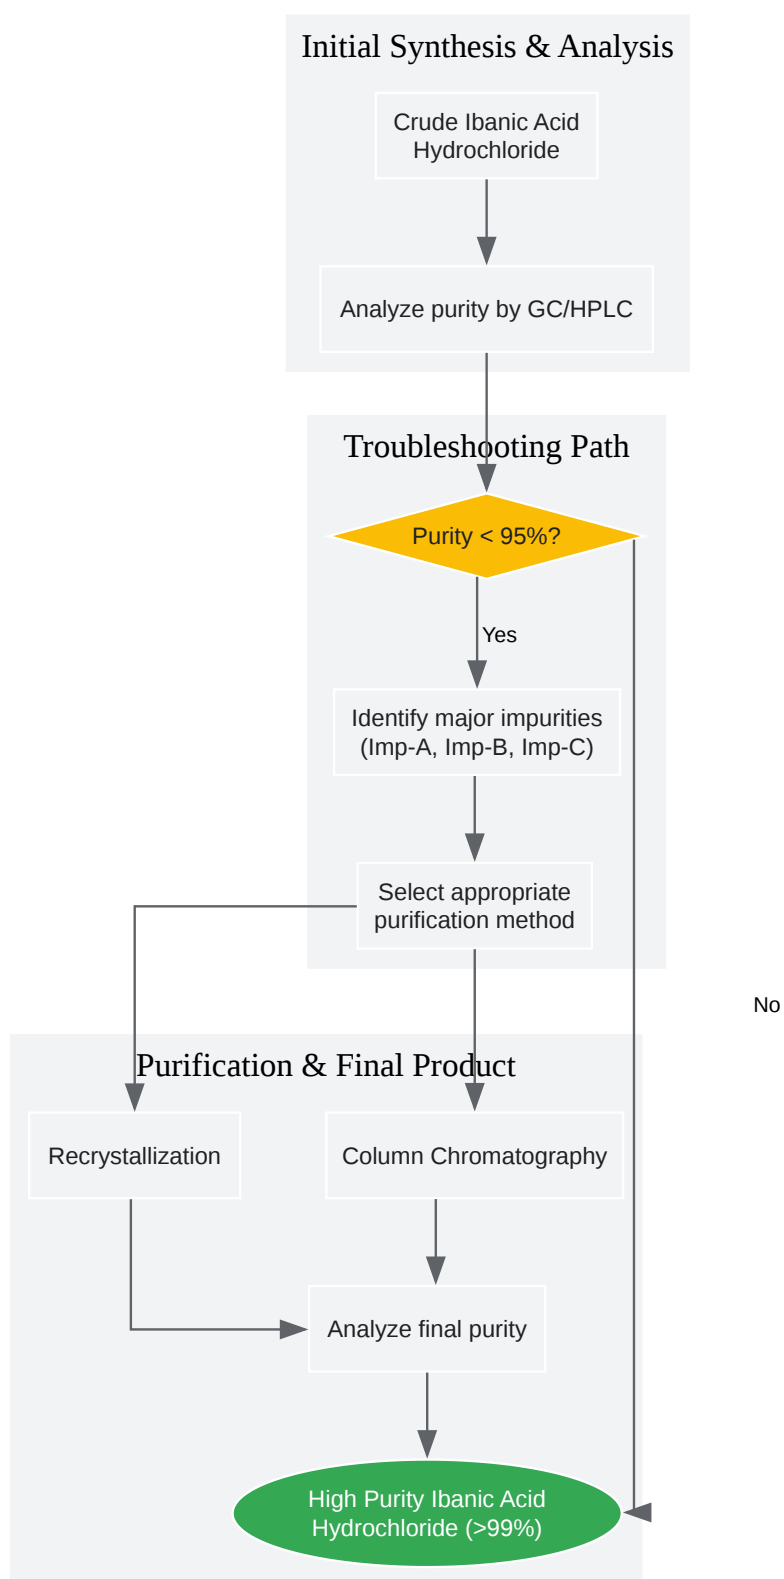 Initial Synthesis & Analysis
Crude Ibanic Acid
Hydrochloride
Analyze purity by GC/HPLC
Troubleshooting Path
Purity < 95%?
Yes
Identify major impurities
(Imp-A, Imp-B, Imp-C)
Select appropriate
purification method
No
Purification & Final Product
Recrystallization
Column Chromatography
Analyze final purity
High Purity Ibanic Acid
Hydrochloride (>99%)